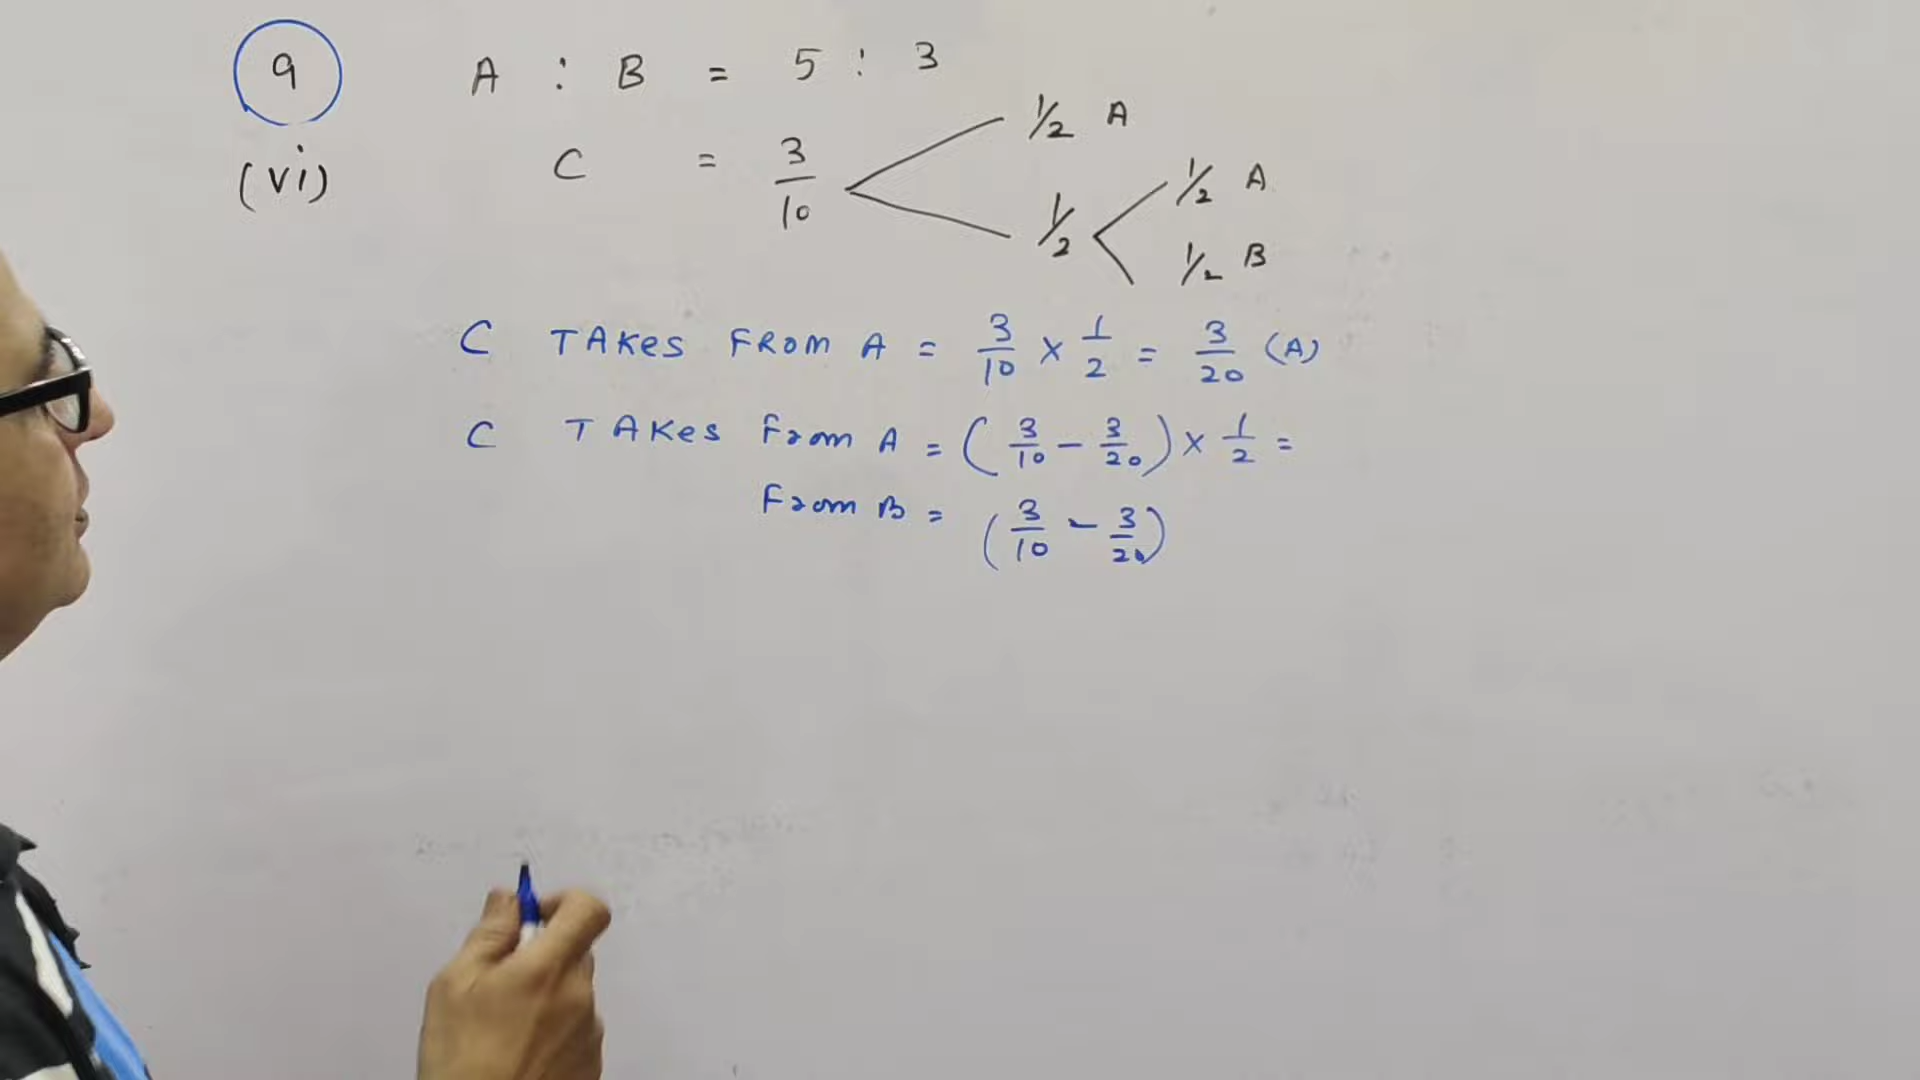 9 A : B = 5 : 3
(vi) C = 3/10 1/2 A
1/2 1/2 A
1/2 B
C TAKES FROM A = 3/10 × 1/2 = 3/20 (A)
C TAKES From A = (3/10 - 3/20) × 1/2 =
From B = (3/10 - 3/20)